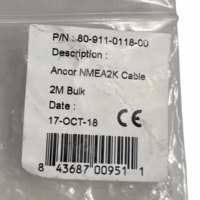 P/N : 80-911-0118-00
Description :
Ancor NMEA2K Cable
2M Bulk
Date :
17-OCT-18 CE
8 43687 00951 1